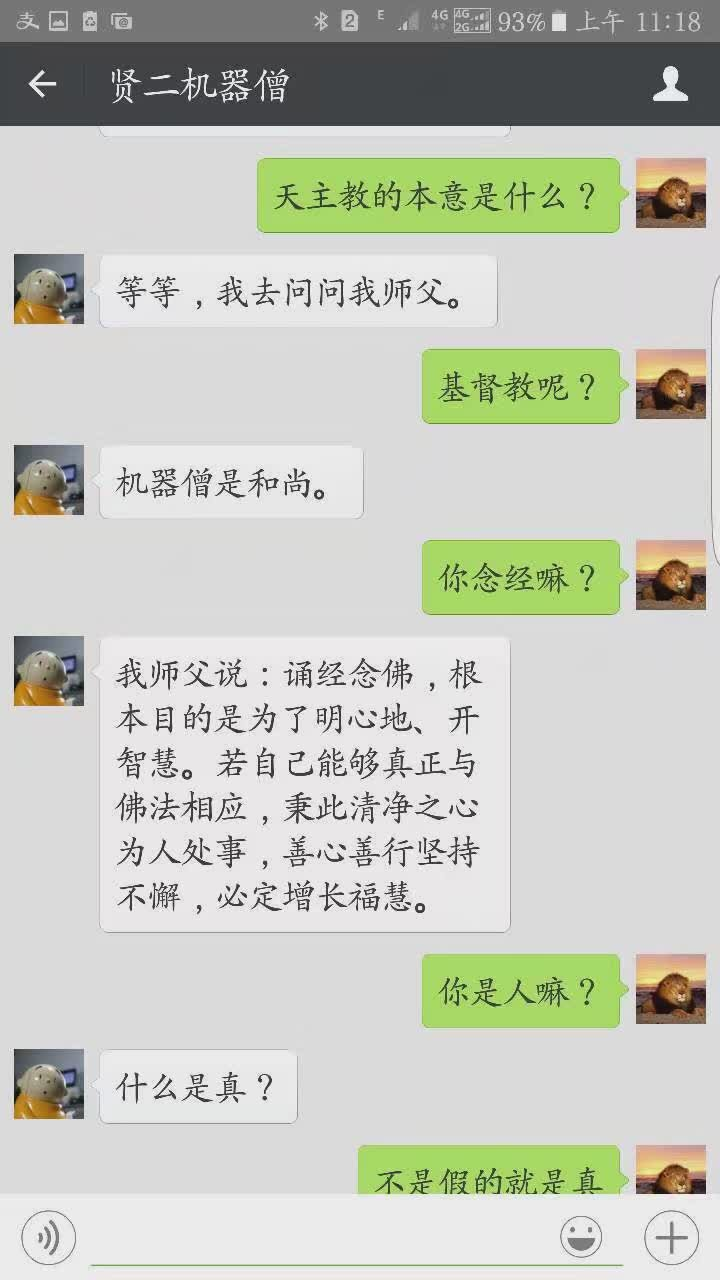 E 4G 4G 2G 93% 上午 11:18
贤二机器僧
天主教的本意是什么？
等等，我去问问我师父。
基督教呢？
机器僧是和尚。
你念经嘛？
我师父说：诵经念佛，根
本目的是为了明心地、开
智慧。若自己能够真正与
佛法相应，秉此清净之心
为人处事，善心善行坚持
不懈，必定增长福慧。
你是人嘛？
什么是真？
不是假的就是真